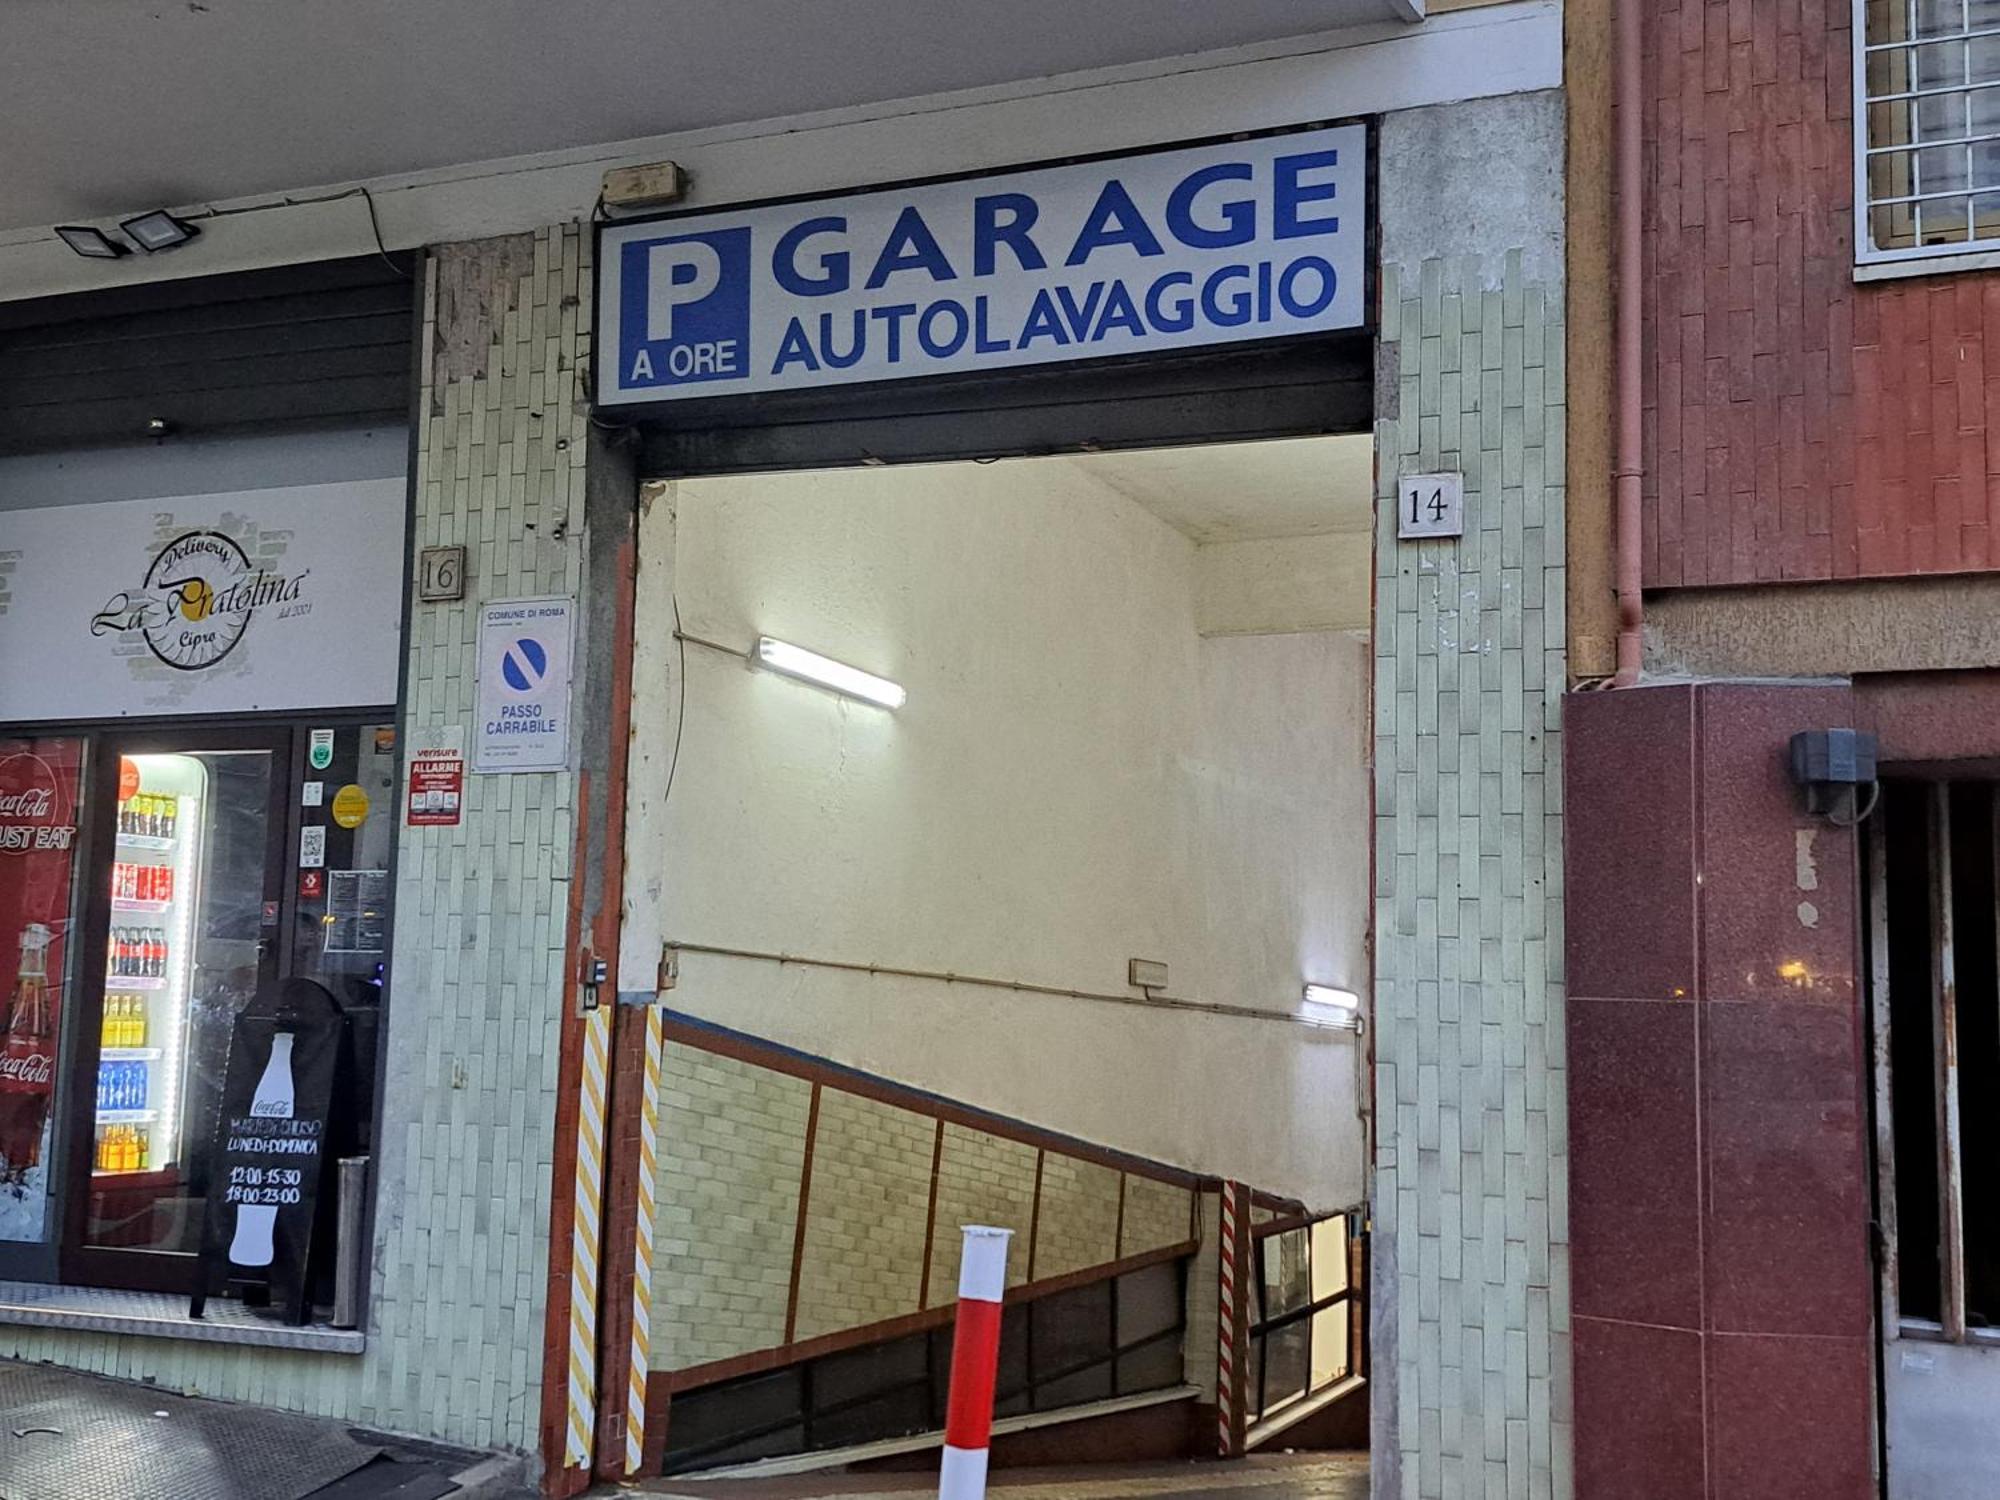 P
A ORE
GARAGE
AUTOLAVAGGIO
14
16
Delivery
La Pratolina
dal 2001
Cipro
COMUNE DI ROMA
PASSO
CARRABILE
verisure
ALLARME
Coca-Cola
JUST EAT
Coca-Cola
Coca-Cola
LUNEDI-DOMENICA
12:00-15:30
18:00-23:00